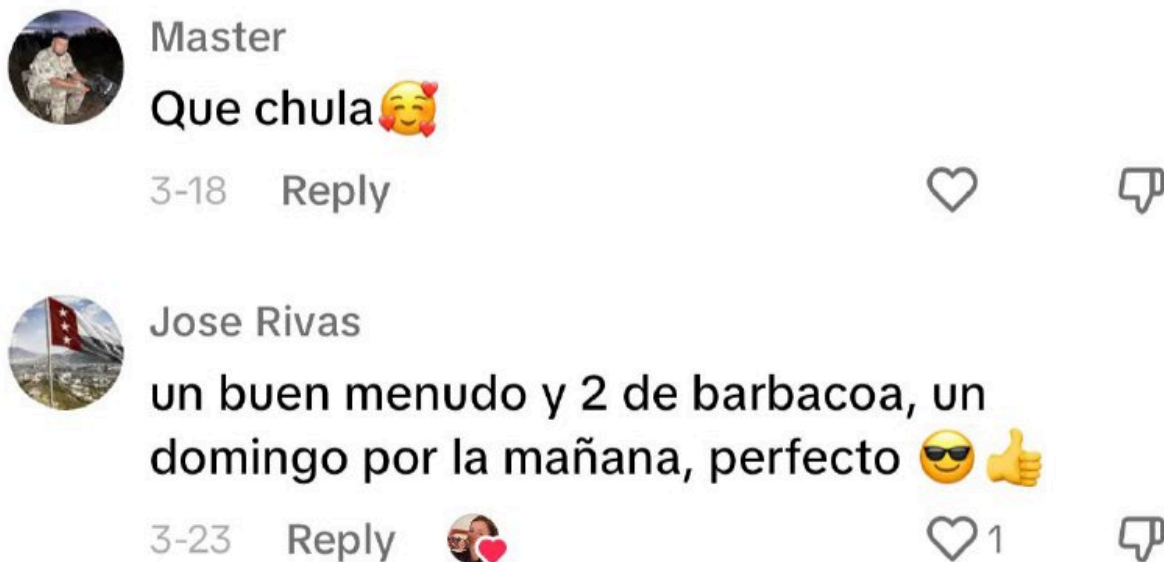 Master
Que chula🥰
3-18 Reply
Jose Rivas
un buen menudo y 2 de barbacoa, un
domingo por la mañana, perfecto 😎👍
3-23 Reply 1